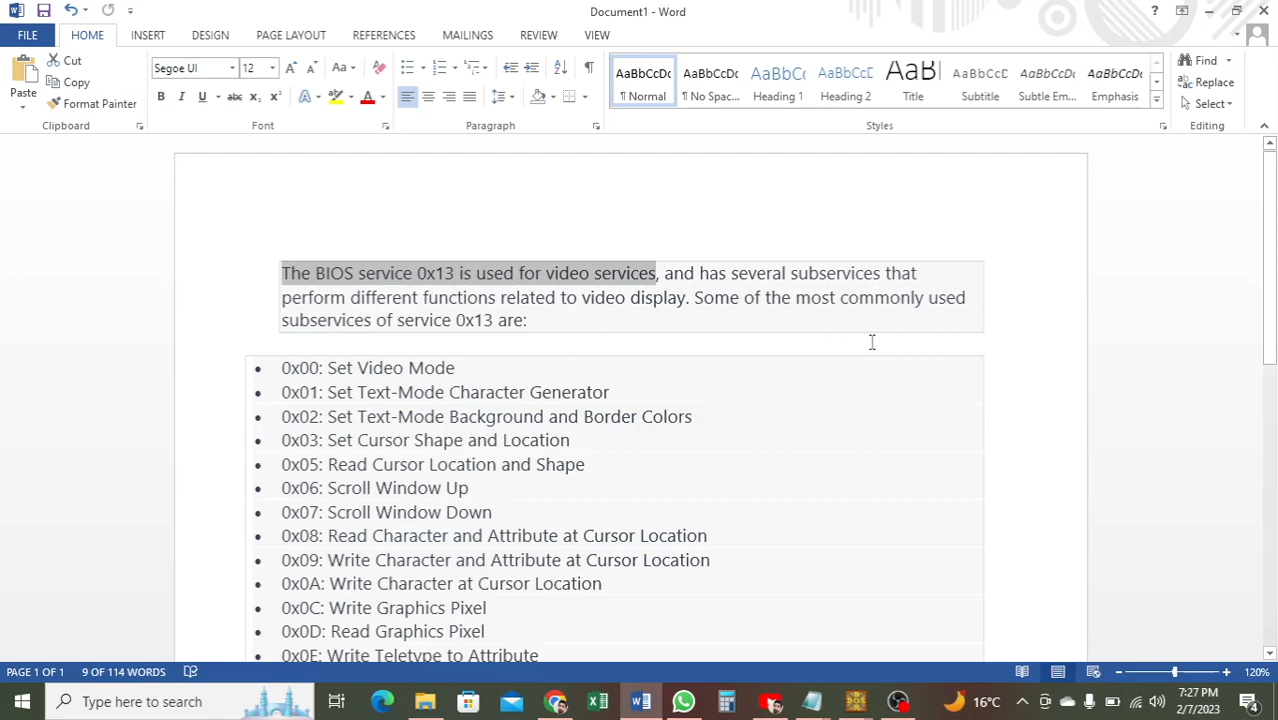 Document1 - Word
?
FILE HOME INSERT DESIGN PAGE LAYOUT REFERENCES MAILINGS REVIEW VIEW
Paste
Cut
Copy
Format Painter
Segoe UI 12
Aa
B I U abc x₂ x² A A
AaBbCcDc AaBbCcDc AaBbCc AaBbCcC AaBbCcD AaBbCcDc AaBbCcDc
¶ Normal ¶ No Spac... Heading 1 Heading 2 Title Subtitle Subtle Em... Emphasis
Find
Replace
Select
Clipboard Font Paragraph Styles Editing
The BIOS service 0x13 is used for video services, and has several subservices that
perform different functions related to video display. Some of the most commonly used
subservices of service 0x13 are:
• 0x00: Set Video Mode
• 0x01: Set Text-Mode Character Generator
• 0x02: Set Text-Mode Background and Border Colors
• 0x03: Set Cursor Shape and Location
• 0x05: Read Cursor Location and Shape
• 0x06: Scroll Window Up
• 0x07: Scroll Window Down
• 0x08: Read Character and Attribute at Cursor Location
• 0x09: Write Character and Attribute at Cursor Location
• 0x0A: Write Character at Cursor Location
• 0x0C: Write Graphics Pixel
• 0x0D: Read Graphics Pixel
• 0x0E: Write Teletype to Attribute
PAGE 1 OF 1 9 OF 114 WORDS 120%
Type here to search
16°C
7:27 PM
2/7/2023
4